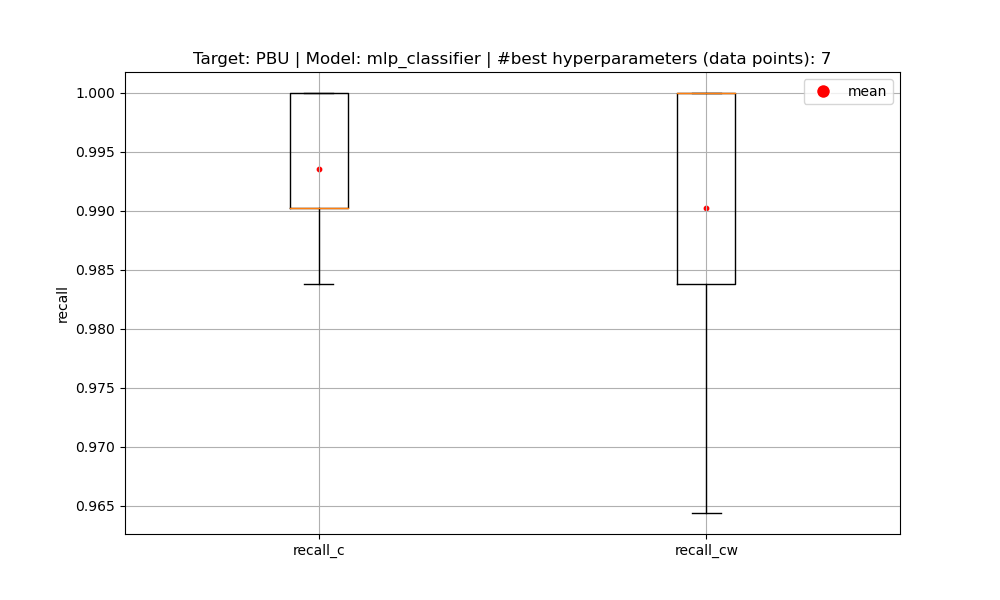 Target: PBU | Model: mlp_classifier | #best hyperparameters (data points): 7
mean
1.000
0.995
0.990
0.985
0.980
0.975
0.970
0.965
recall
recall_c
recall_cw